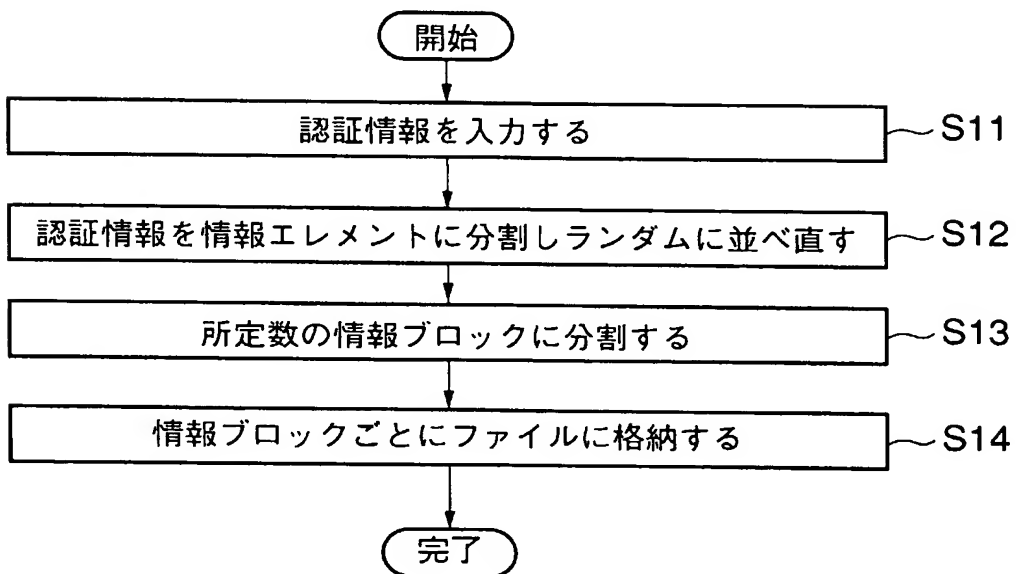 開始
認証情報を入力する
S11
認証情報を情報エレメントに分割しランダムに並べ直す
S12
所定数の情報ブロックに分割する
S13
情報ブロックごとにファイルに格納する
S14
完了